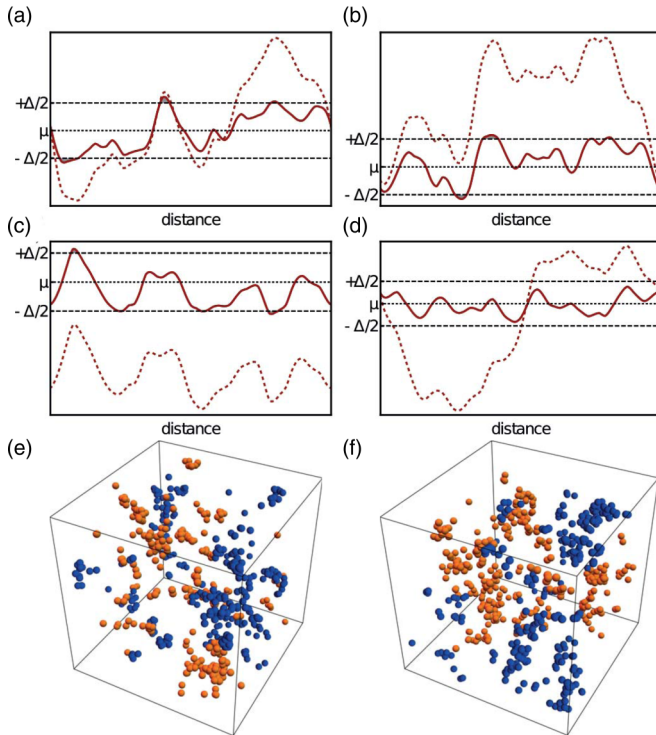 (a)
+Δ/2
μ
- Δ/2
distance
(b)
+Δ/2
μ
- Δ/2
distance
(c)
+Δ/2
μ
- Δ/2
distance
(d)
+Δ/2
μ
- Δ/2
distance
(e)
(f)